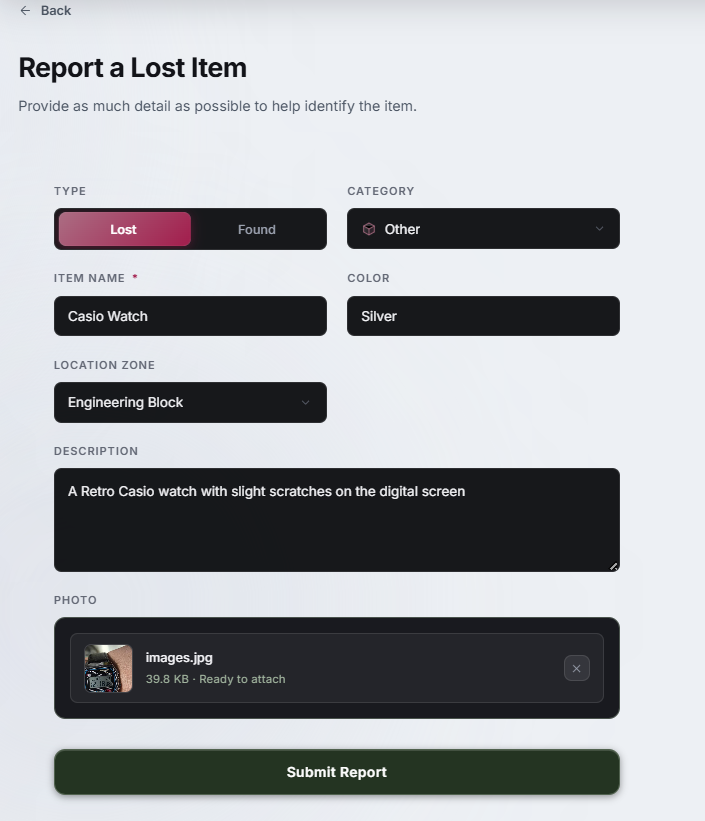 ← Back
Report a Lost Item
Provide as much detail as possible to help identify the item.
TYPE
CATEGORY
Lost
Found
Other
ITEM NAME *
COLOR
Casio Watch
Silver
LOCATION ZONE
Engineering Block
DESCRIPTION
A Retro Casio watch with slight scratches on the digital screen
PHOTO
images.jpg
39.8 KB · Ready to attach
Submit Report